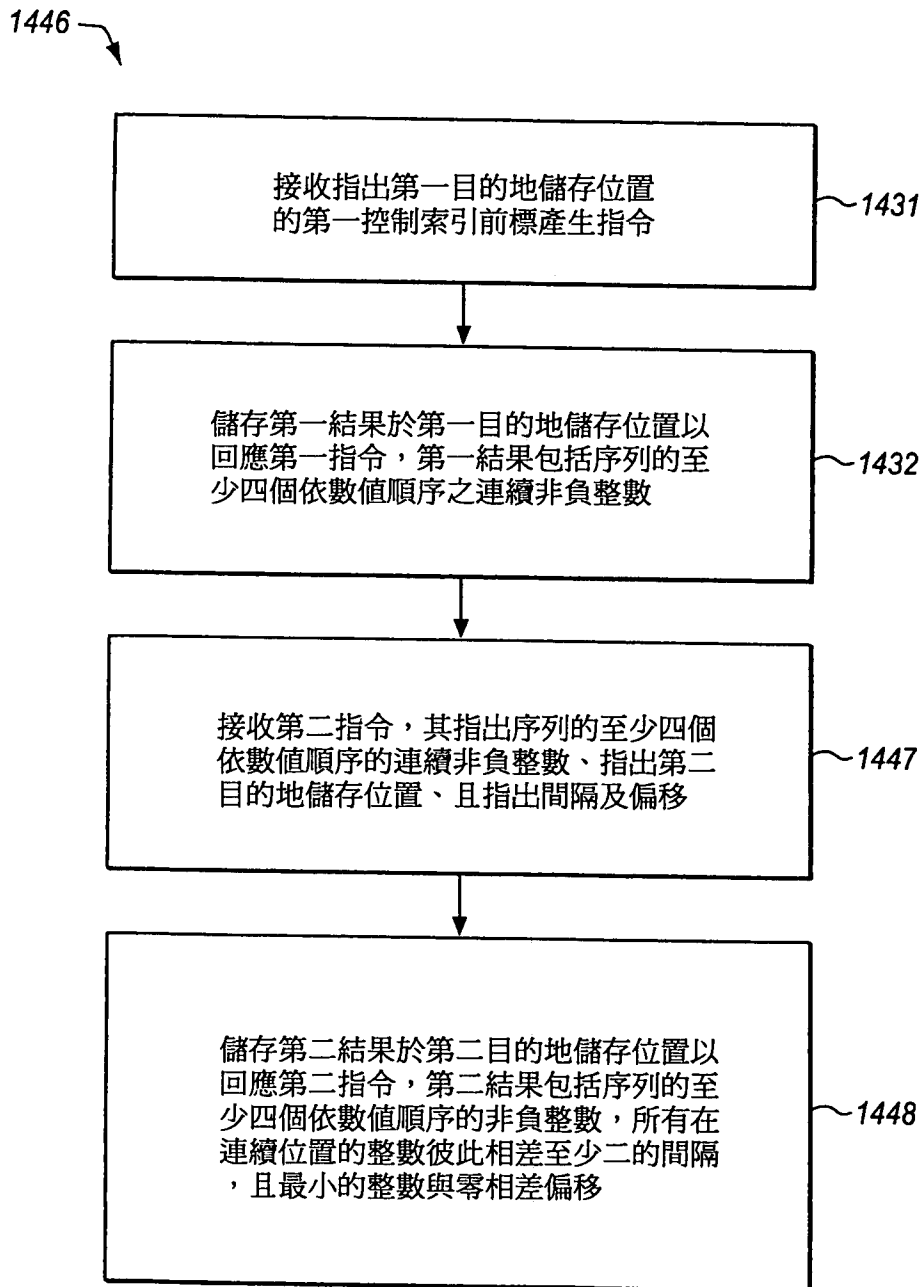 1446
接收指出第一目的地儲存位置
的第一控制索引前標產生指令
1431
儲存第一結果於第一目的地儲存位置以
回應第一指令，第一結果包括序列的至
少四個依數值順序之連續非負整數
1432
接收第二指令，其指出序列的至少四個
依數值順序的連續非負整數、指出第二
目的地儲存位置、且指出間隔及偏移
1447
儲存第二結果於第二目的地儲存位置以
回應第二指令，第二結果包括序列的至
少四個依數值順序的非負整數，所有在
連續位置的整數彼此相差至少二的間隔
，且最小的整數與零相差偏移
1448